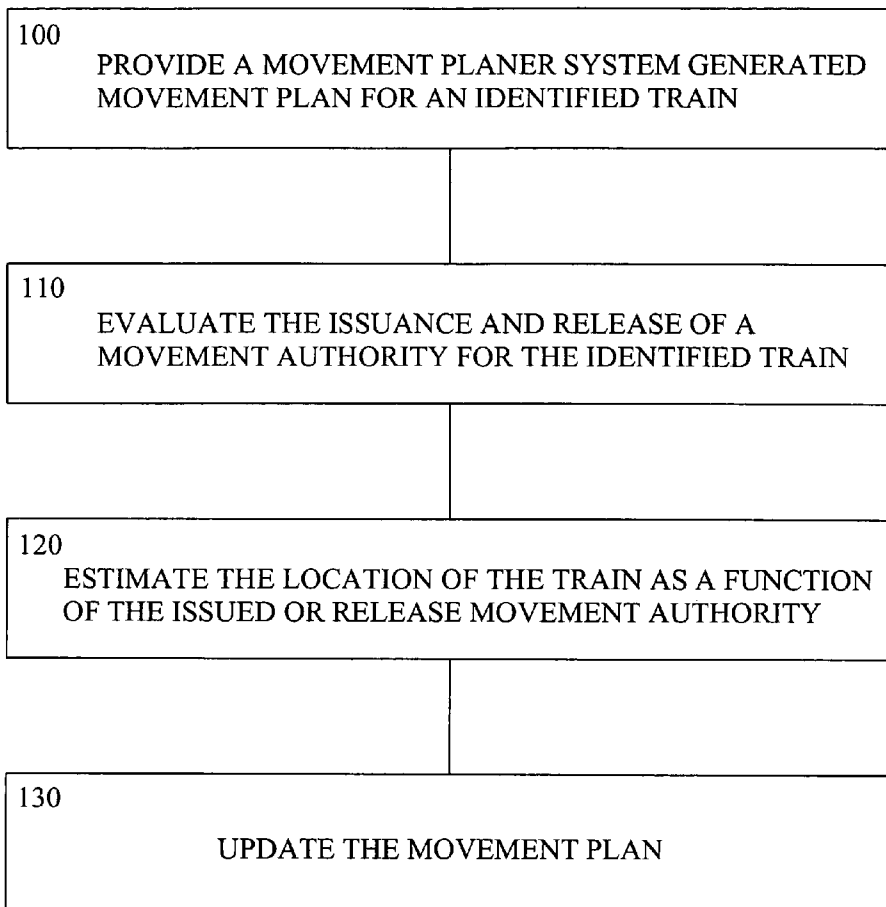 100
PROVIDE A MOVEMENT PLANER SYSTEM GENERATED
MOVEMENT PLAN FOR AN IDENTIFIED TRAIN
110
EVALUATE THE ISSUANCE AND RELEASE OF A
MOVEMENT AUTHORITY FOR THE IDENTIFIED TRAIN
120
ESTIMATE THE LOCATION OF THE TRAIN AS A FUNCTION
OF THE ISSUED OR RELEASE MOVEMENT AUTHORITY
130
UPDATE THE MOVEMENT PLAN